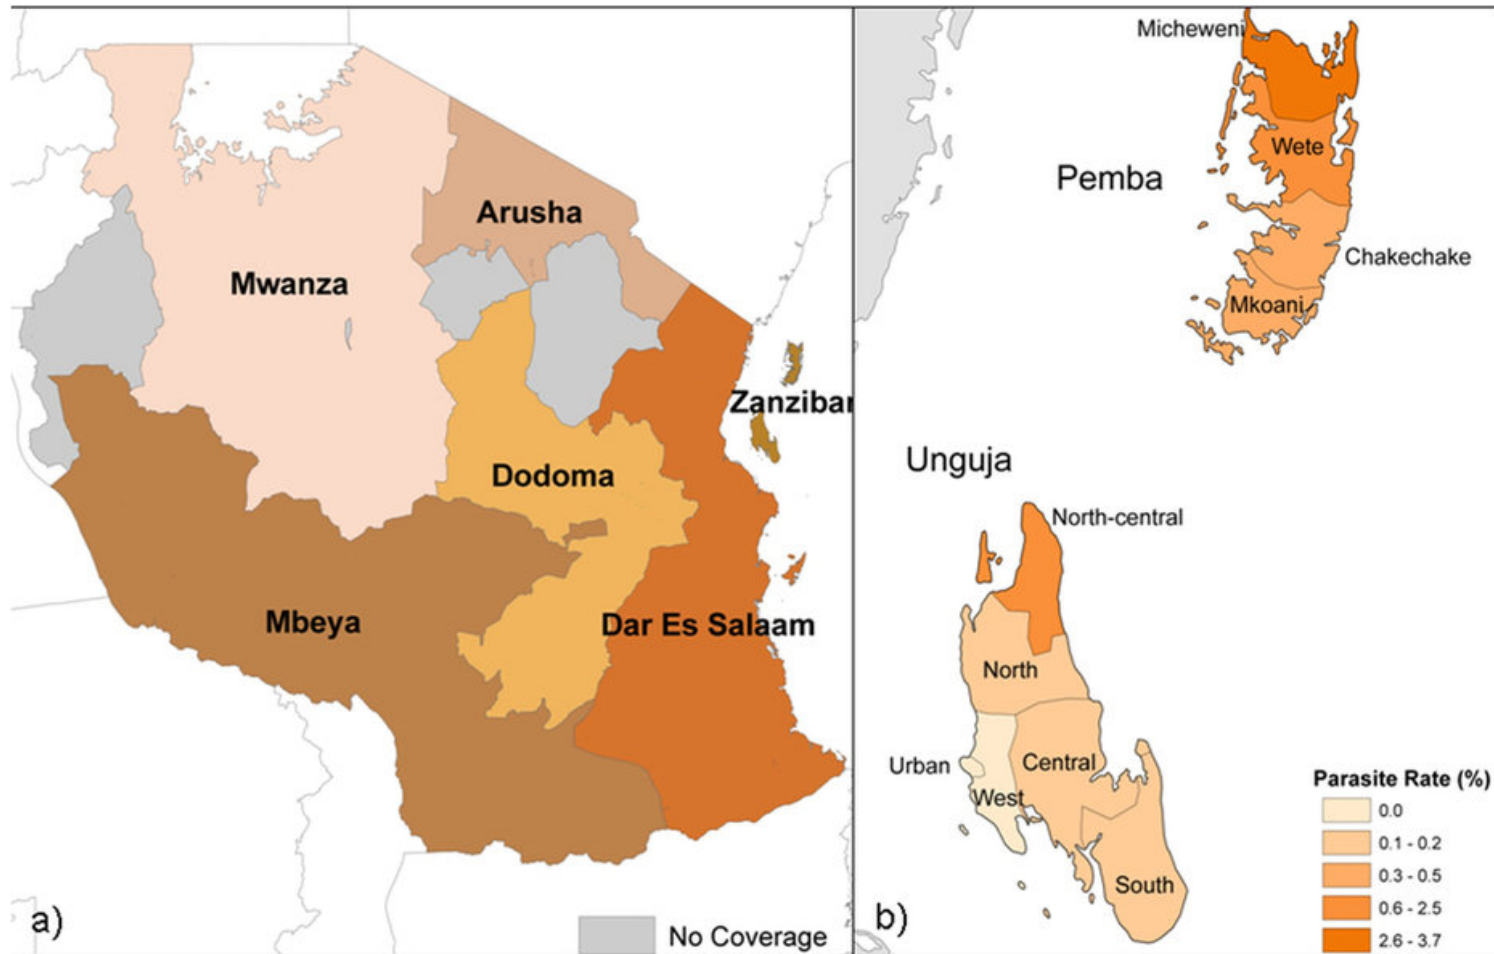 Arusha
Mwanza
Zanzibar
Dodoma
Mbeya
Dar Es Salaam
No Coverage
a)
Micheweni
Wete
Pemba
Chakechake
Mkoani
Unguja
North-central
North
Urban
Central
West
South
b)
Parasite Rate (%)
0.0
0.1 - 0.2
0.3 - 0.5
0.6 - 2.5
2.6 - 3.7